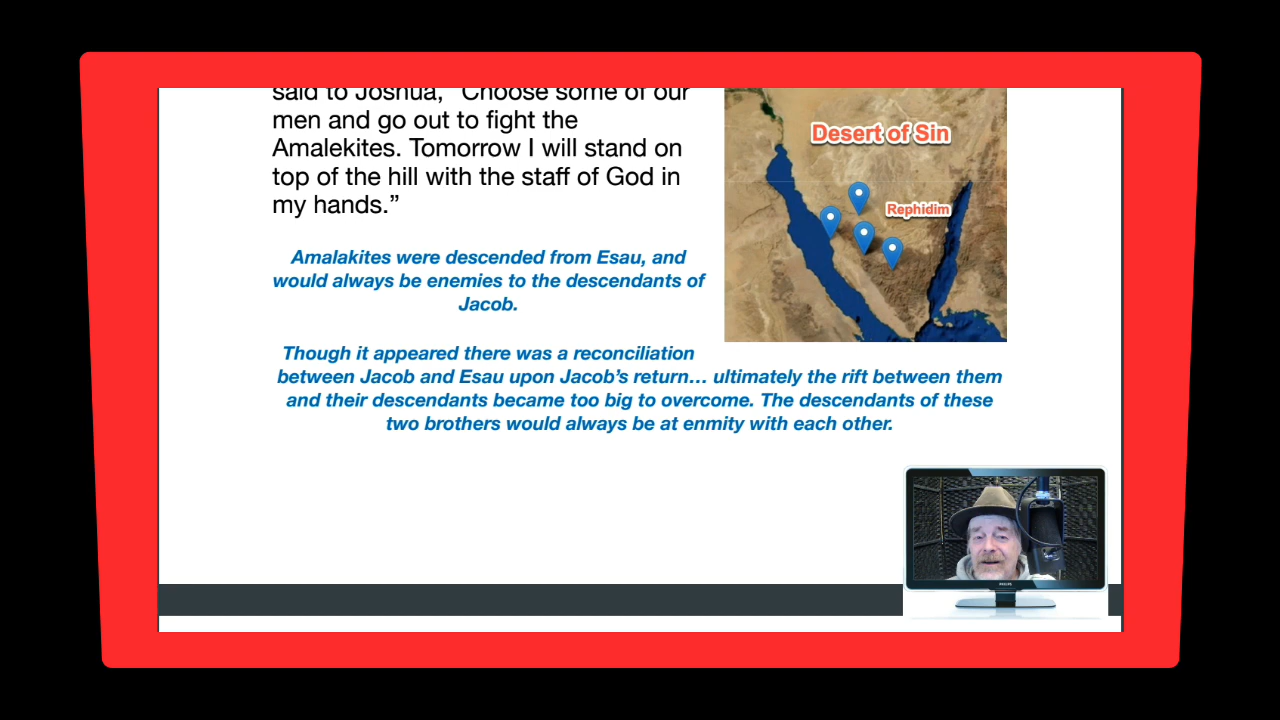 said to Joshua, “Choose some of our
men and go out to fight the
Amalekites. Tomorrow I will stand on
top of the hill with the staff of God in
my hands.”
Desert of Sin
Rephidim
Amalakites were descended from Esau, and
would always be enemies to the descendants of
Jacob.
Though it appeared there was a reconciliation
between Jacob and Esau upon Jacob’s return... ultimately the rift between them
and their descendants became too big to overcome. The descendants of these
two brothers would always be at enmity with each other.
PHILIPS